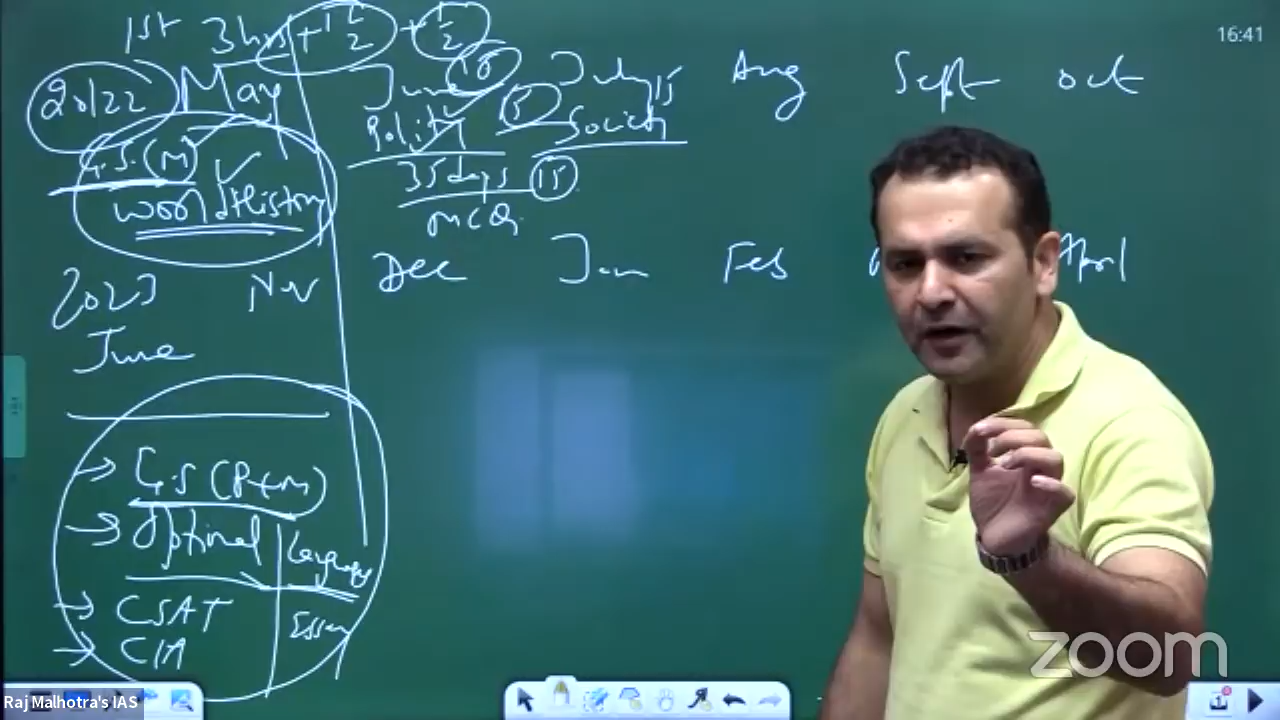 1st 3hrs + 1 1/2 + 1/2
16:41
2022 May June 10 July 15 Aug Sept Oct
Polity 15 Society
G.S. (M)
35 days 15
World History
MCQ
Dec Jan Feb April
2023 Nov
June
G.S (P+M)
Optional Language
CSAT Essay
C/A
zoom
Raj Malhotra's IAS